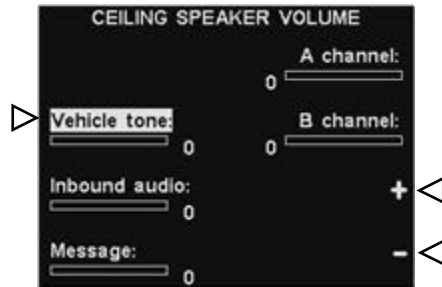 CEILING SPEAKER VOLUME
A channel:
0
Vehicle tone:
0
B channel:
0
Inbound audio:
0
+
Message:
0
-